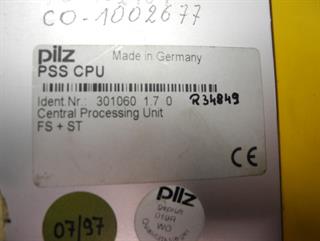 CO-1002677
pilz
Made in Germany
PSS CPU
Ident.Nr.: 301060 1.7 0 R34849
Central Processing Unit
FS + ST
CE
07/97
pilz
WO